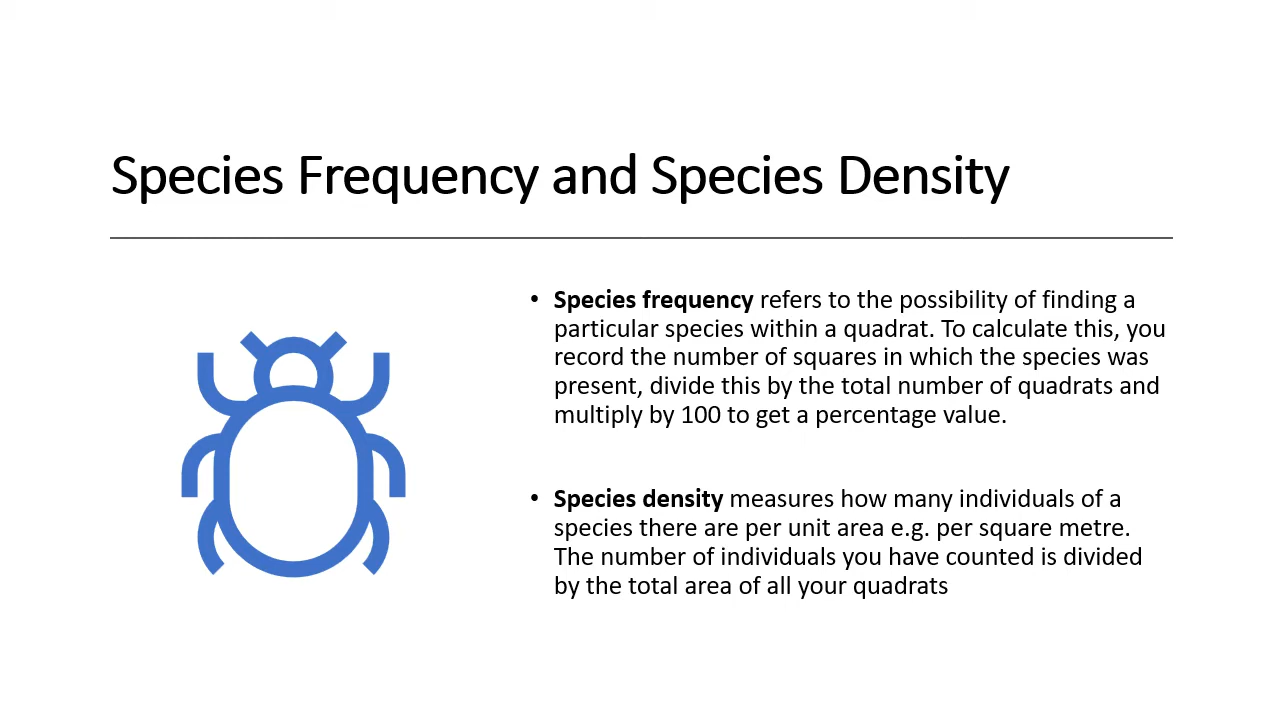 Species Frequency and Species Density
• Species frequency refers to the possibility of finding a
particular species within a quadrat. To calculate this, you
record the number of squares in which the species was
present, divide this by the total number of quadrats and
multiply by 100 to get a percentage value.
• Species density measures how many individuals of a
species there are per unit area e.g. per square metre.
The number of individuals you have counted is divided
by the total area of all your quadrats